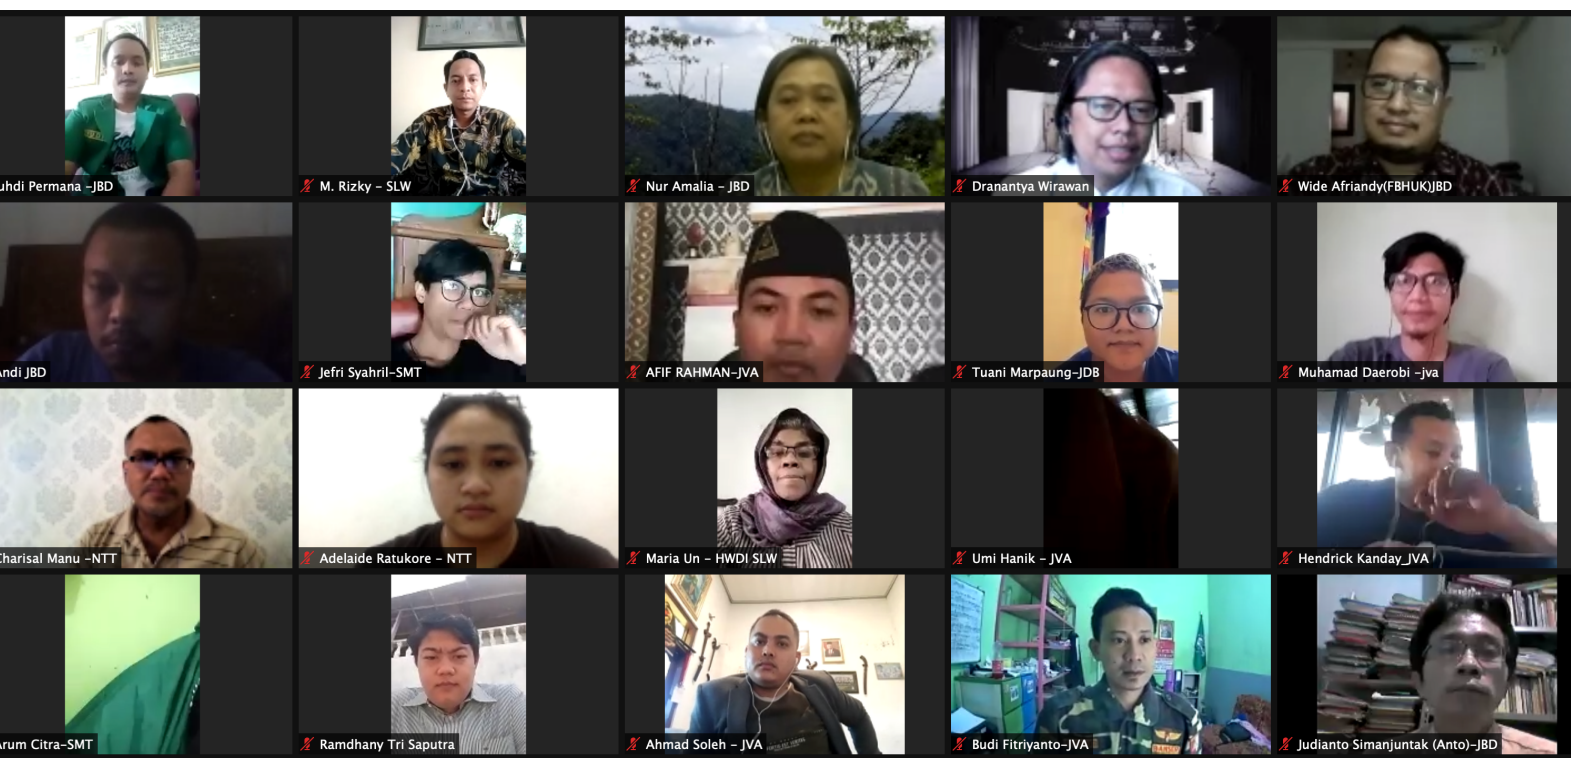 uhdi Permana -JBD
M. Rizky - SLW
Nur Amalia - JBD
Dranantya Wirawan
Wide Afriandy(FBHUK)JBD
Andi JBD
Jefri Syahril-SMT
AFIF RAHMAN-JVA
Tuani Marpaung-JDB
Muhamad Daerobi -jva
Charisal Manu -NTT
Adelaide Ratukore - NTT
Maria Un - HWDI SLW
Umi Hanik - JVA
Hendrick Kanday_JVA
Arum Citra-SMT
Ramdhany Tri Saputra
Ahmad Soleh - JVA
Budi Fitriyanto-JVA
Judianto Simanjuntak (Anto)-JBD